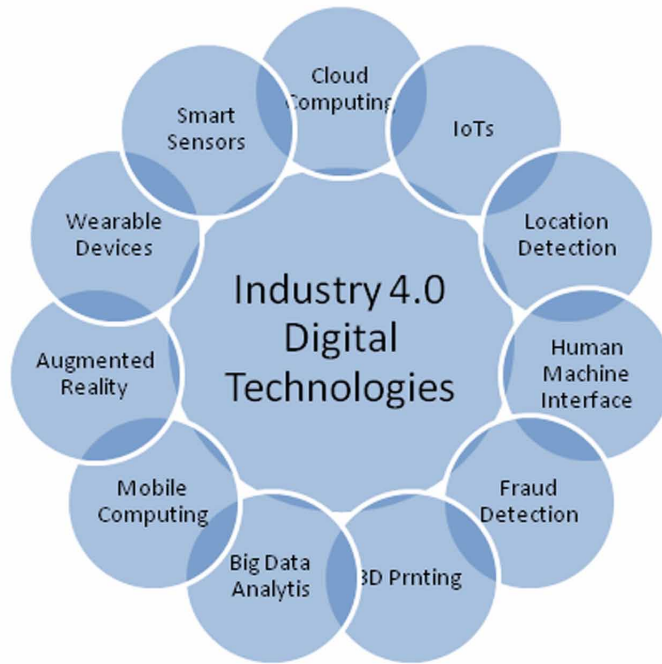 Industry 4.0
Digital
Technologies
Cloud
Computing
IoTs
Location
Detection
Human
Machine
Interface
Fraud
Detection
3D Prnting
Big Data
Analytis
Mobile
Computing
Augmented
Reality
Wearable
Devices
Smart
Sensors